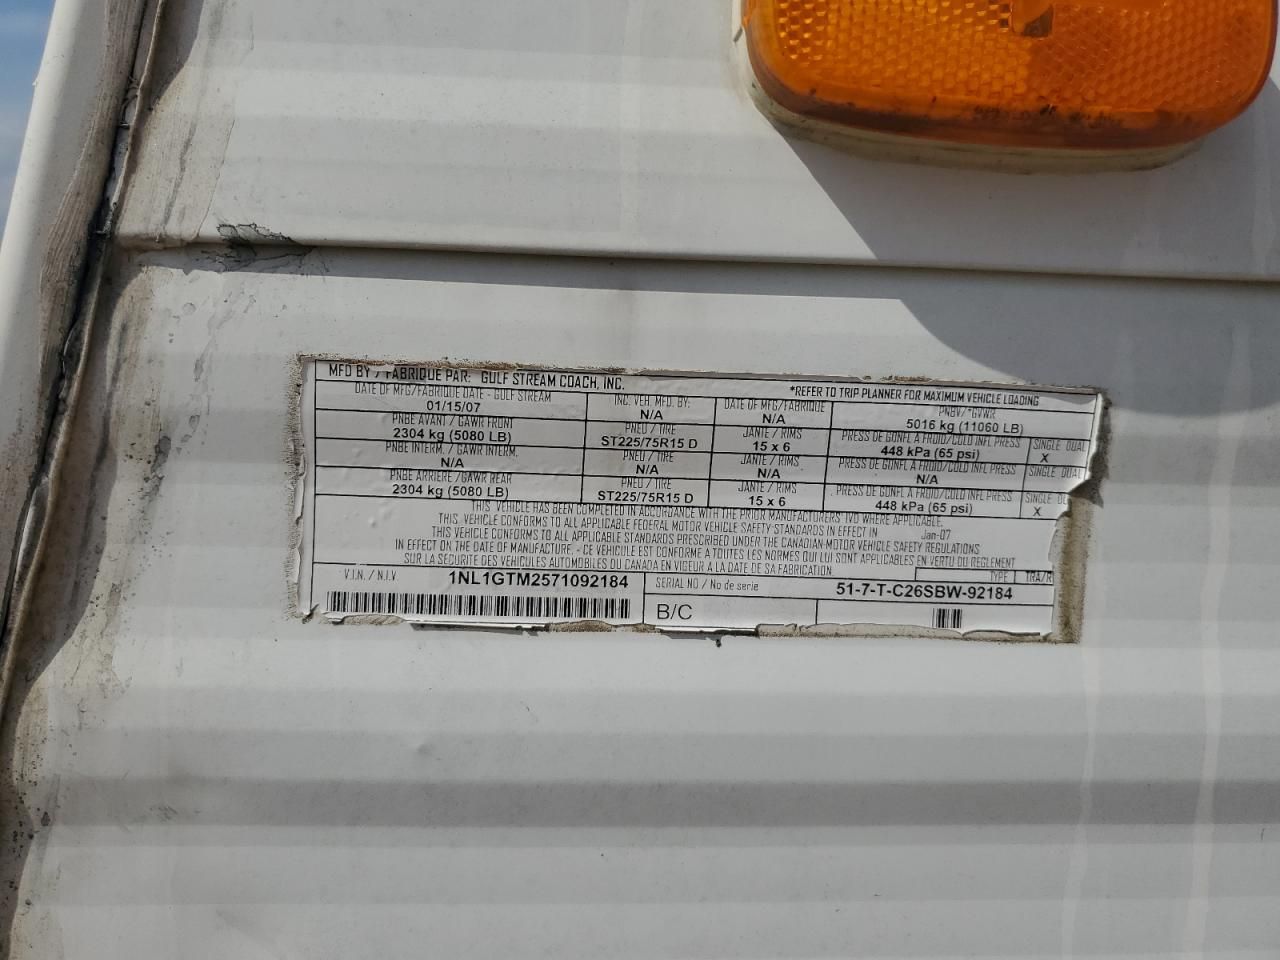 MFD BY / FABRIQUE PAR: GULF STREAM COACH, INC. *REFER TO TRIP PLANNER FOR MAXIMUM VEHICLE LOADING
DATE OF MFG/FABRIQUE DATE - GULF STREAM INC. VEH. MFD. BY: DATE OF MFG/FABRIQUE PNBV/*GVWR
01/15/07 N/A N/A 5016 kg (11060 LB)
PNBE AVANT / GAWR FRONT PNEU / TIRE JANTE / RIMS PRESS DE GONFL A FROID/COLD INFL PRESS SINGLE DUAL
2304 kg (5080 LB) ST225/75R15 D 15 x 6 448 kPa (65 psi) X
PNBE INTERM. / GAWR INTERM. PNEU / TIRE JANTE / RIMS PRESS DE GONFL A FROID/COLD INFL PRESS SINGLE DUAL
N/A N/A N/A N/A
PNBE ARRIERE / GAWR REAR PNEU / TIRE JANTE / RIMS PRESS DE GONFL A FROID/COLD INFL PRESS SINGLE
2304 kg (5080 LB) ST225/75R15 D 15 x 6 448 kPa (65 psi) X
THIS VEHICLE HAS BEEN COMPLETED IN ACCORDANCE WITH THE PRIOR MANUFACTURERS' IVD WHERE APPLICABLE.
THIS VEHICLE CONFORMS TO ALL APPLICABLE FEDERAL MOTOR VEHICLE SAFETY STANDARDS IN EFFECT IN Jan-07
THIS VEHICLE CONFORMS TO ALL APPLICABLE STANDARDS PRESCRIBED UNDER THE CANADIAN MOTOR VEHICLE SAFETY REGULATIONS
IN EFFECT ON THE DATE OF MANUFACTURE. - CE VEHICULE EST CONFORME A TOUTES LES NORMES QUI LUI SONT APPLICABLES EN VERTU DU REGLEMENT
SUR LA SECURITE DES VEHICULES AUTOMOBILES DU CANADA EN VIGEUR A LA DATE DE SA FABRICATION TYPE TRA/R
V.I.N. / N.I.V 1NL1GTM2571092184 SERIAL NO / No de serie 51-7-T-C26SBW-92184
B/C